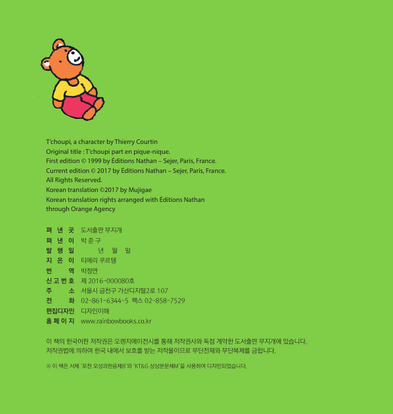 T'choupi, a character by Thierry Courtin
Original title : T'choupi part en pique-nique.
First edition © 1999 by Éditions Nathan – Sejer, Paris, France.
Current edition © 2017 by Éditions Nathan – Sejer, Paris, France.
All Rights Reserved.
Korean translation ©2017 by Mujigae
Korean translation rights arranged with Éditions Nathan
through Orange Agency
펴 낸 곳 도서출판 무지개
펴 낸 이 박준구
발 행 일 년 월 일
지 은 이 티에리 쿠르탱
번 역 박정연
신고번호 제 2016-000080호
주 소 서울시 금천구 가산디지털2로 107
전 화 02-861-6344~5 팩스 02-858-7529
편집디자인 디자인이메
홈페이지 www.rainbowbooks.co.kr
이 책의 한국어판 저작권은 오렌지에이전시를 통해 저작권사와 독점 계약한 도서출판 무지개에 있습니다.
저작권법에 의하여 한국 내에서 보호를 받는 저작물이므로 무단전재와 무단복제를 금합니다.
※ 이 책은 서체 '포천 오성과한음체B'와 'KT&G 상상본문체M'을 사용하여 디자인되었습니다.